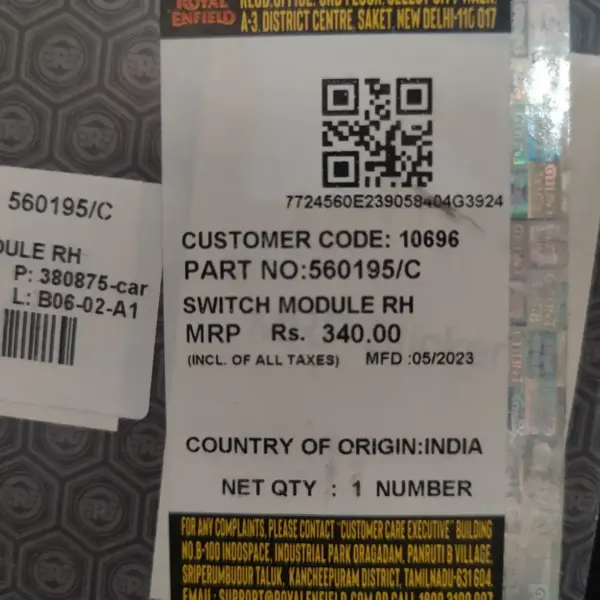 ROYAL
ENFIELD
A-3, DISTRICT CENTRE, SAKET, NEW DELHI-110 017
7724560E239058404G3924
CUSTOMER CODE: 10696
PART NO:560195/C
SWITCH MODULE RH
MRP Rs. 340.00
(INCL. OF ALL TAXES) MFD :05/2023
COUNTRY OF ORIGIN:INDIA
NET QTY : 1 NUMBER
FOR ANY COMPLAINTS, PLEASE CONTACT "CUSTOMER CARE EXECUTIVE" BUILDING
NO.B-100 INDOSPACE, INDUSTRIAL PARK ORAGADAM, PANRUTI B VILLAGE,
SRIPERUMBUDUR TALUK, KANCHEEPURAM DISTRICT, TAMILNADU-631 604.
560195/C
DULE RH
P: 380875-car
L: B06-02-A1